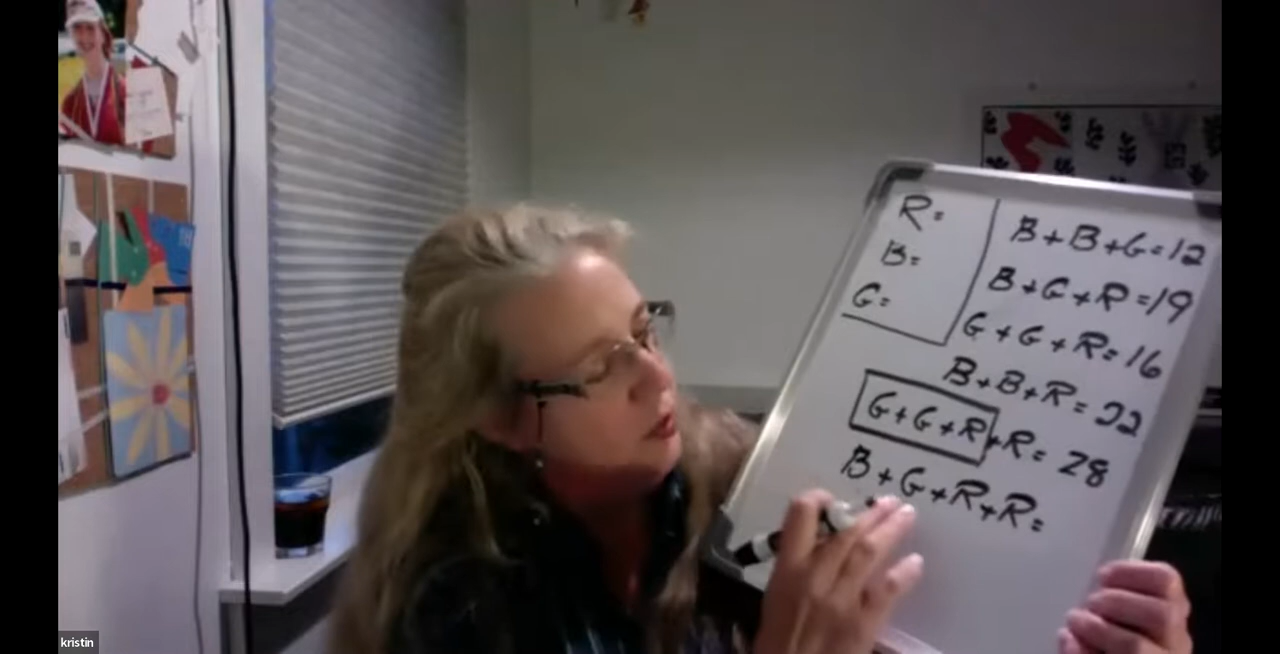 R=
B=
G=
B+B+G=12
B+G+R=19
G+G+R=16
B+B+R=22
G+G+R+R=28
B+G+R+R=
kristin